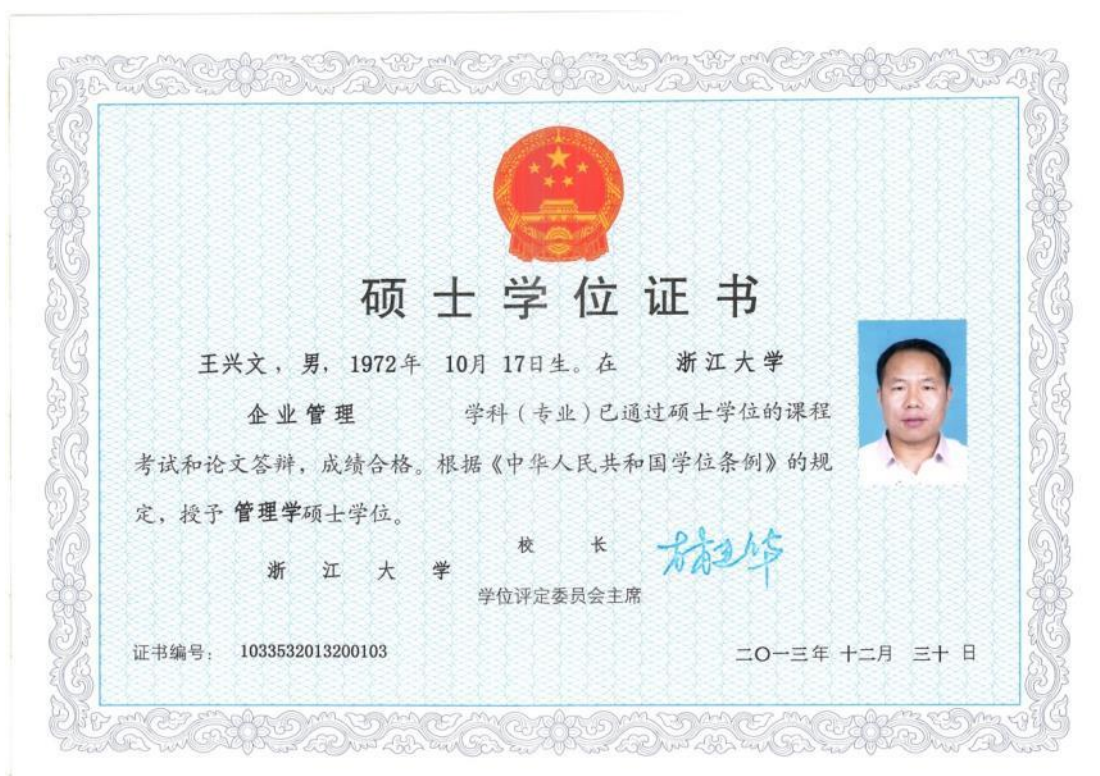 硕士学位证书
王兴文，男，1972年 10月 17日生。在 浙江大学
企业管理 学科（专业）已通过硕士学位的课程
考试和论文答辩，成绩合格。根据《中华人民共和国学位条例》的规
定，授予 管理学硕士学位。
浙江大学 校长
学位评定委员会主席
证书编号：1033532013200103 二〇一三年 十二月 三十 日